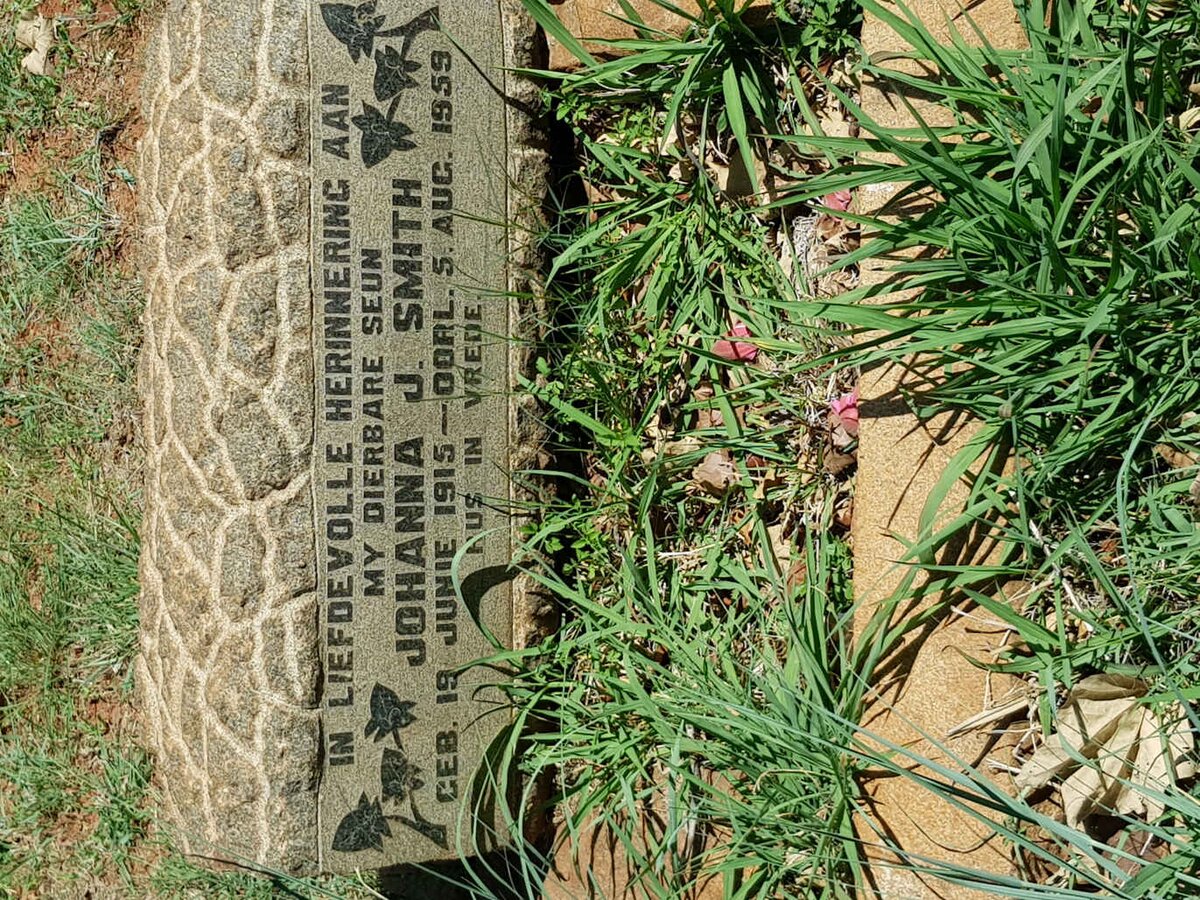 IN LIEFDEVOLLE HERINNERING AAN
MY DIERBARE SEUN
JOHANNA J. SMITH
GEB. 19 JUNIE 1915 — OORL. 5. AUG. 1959
RUS IN VREDE.